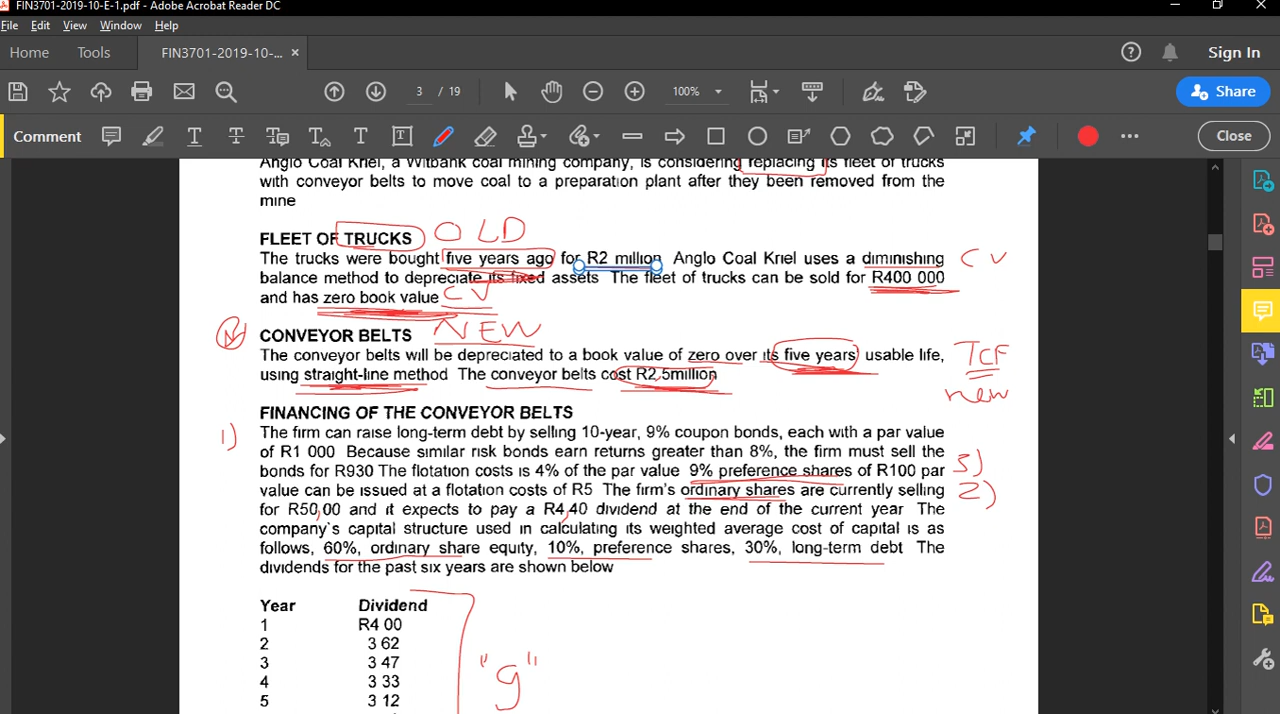 FIN3701-2019-10-E-1.pdf - Adobe Acrobat Reader DC
File Edit View Window Help
Home Tools FIN3701-2019-10-... × Sign In
3 / 19 100% Share
Comment Close
Anglo Coal Kriel, a Witbank coal mining company, is considering replacing its fleet of trucks
with conveyor belts to move coal to a preparation plant after they been removed from the
mine
FLEET OF TRUCKS OLD
The trucks were bought five years ago for R2 million Anglo Coal Kriel uses a diminishing CV
balance method to depreciate its fixed assets The fleet of trucks can be sold for R400 000
and has zero book value CV
CONVEYOR BELTS NEW
The conveyor belts will be depreciated to a book value of zero over its five years usable life, TCF
using straight-line method The conveyor belts cost R2,5million
new
FINANCING OF THE CONVEYOR BELTS
1) The firm can raise long-term debt by selling 10-year, 9% coupon bonds, each with a par value
of R1 000 Because similar risk bonds earn returns greater than 8%, the firm must sell the
bonds for R930 The flotation costs is 4% of the par value 9% preference shares of R100 par 3)
value can be issued at a flotation costs of R5 The firm's ordinary shares are currently selling 2)
for R50,00 and it expects to pay a R4,40 dividend at the end of the current year The
company's capital structure used in calculating its weighted average cost of capital is as
follows, 60%, ordinary share equity, 10%, preference shares, 30%, long-term debt The
dividends for the past six years are shown below
Year Dividend
1 R4 00
2 3 62
3 3 47
4 3 33
5 3 12
"g"